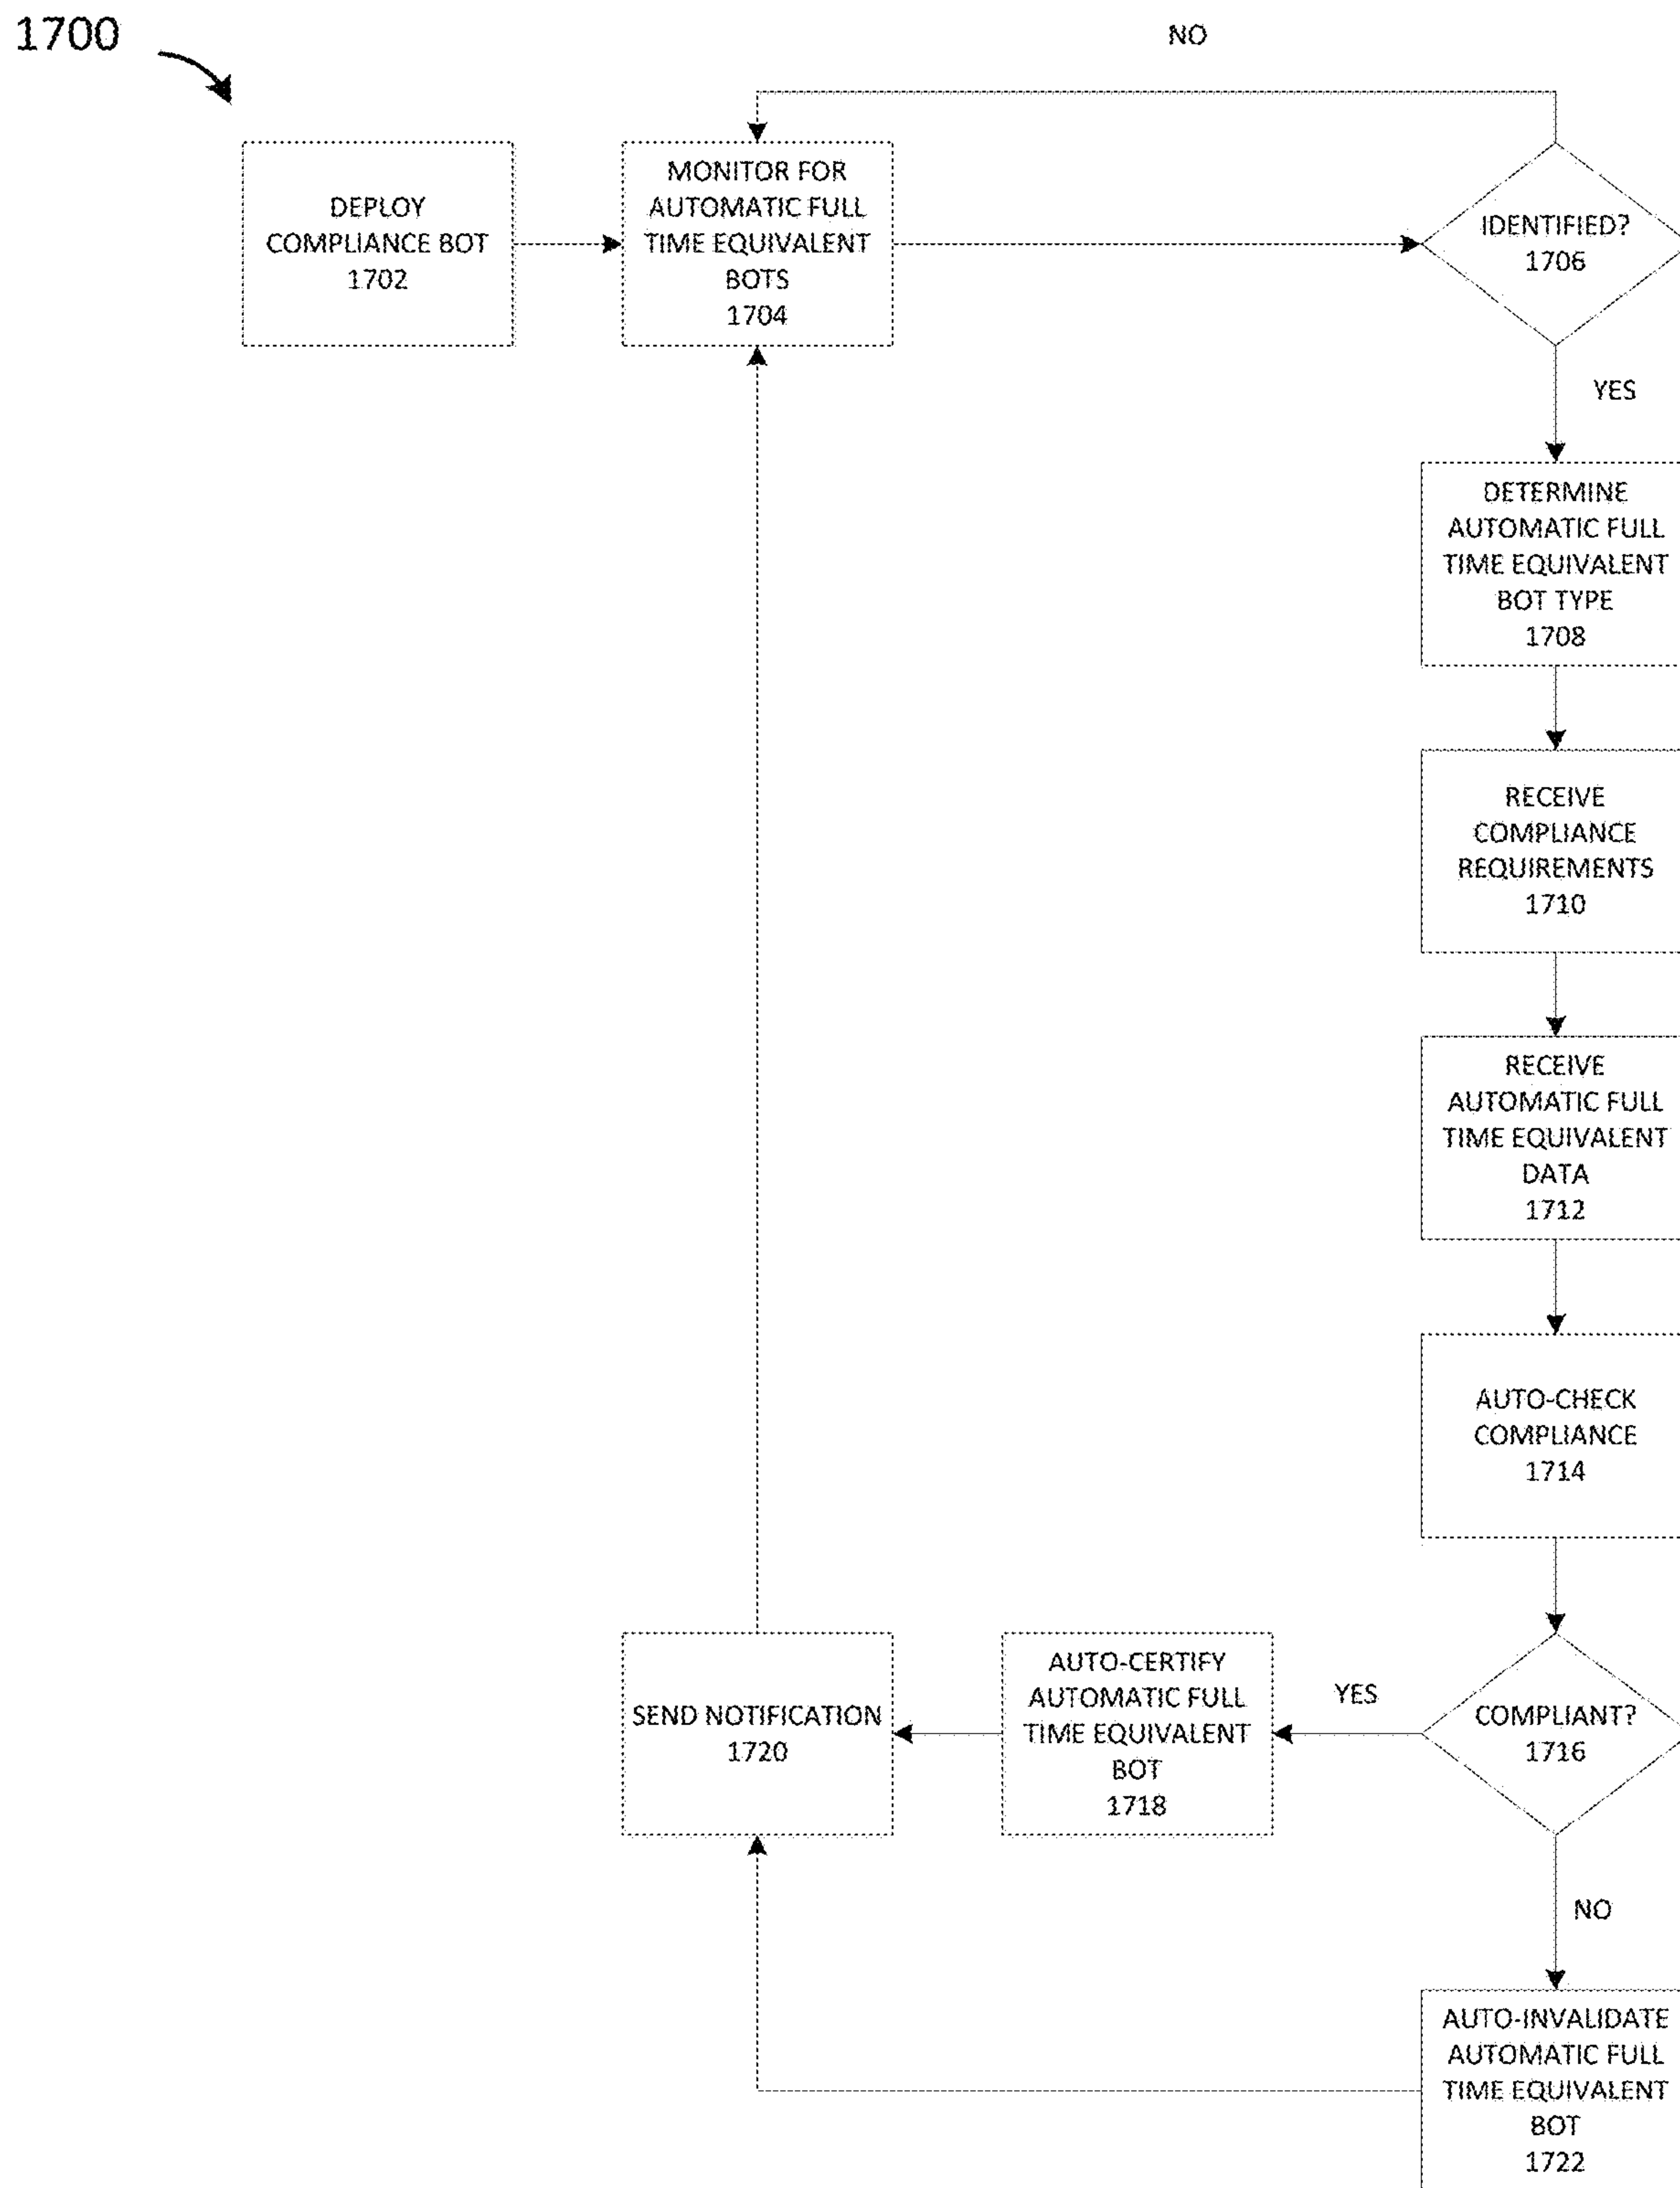 1700
NO
DEPLOY
COMPLIANCE BOT
1702
MONITOR FOR
AUTOMATIC FULL
TIME EQUIVALENT
BOTS
1704
IDENTIFIED?
1706
YES
DETERMINE
AUTOMATIC FULL
TIME EQUIVALENT
BOT TYPE
1708
RECEIVE
COMPLIANCE
REQUIREMENTS
1710
RECEIVE
AUTOMATIC FULL
TIME EQUIVALENT
DATA
1712
AUTO-CHECK
COMPLIANCE
1714
COMPLIANT?
1716
YES
AUTO-CERTIFY
AUTOMATIC FULL
TIME EQUIVALENT
BOT
1718
SEND NOTIFICATION
1720
NO
AUTO-INVALIDATE
AUTOMATIC FULL
TIME EQUIVALENT
BOT
1722